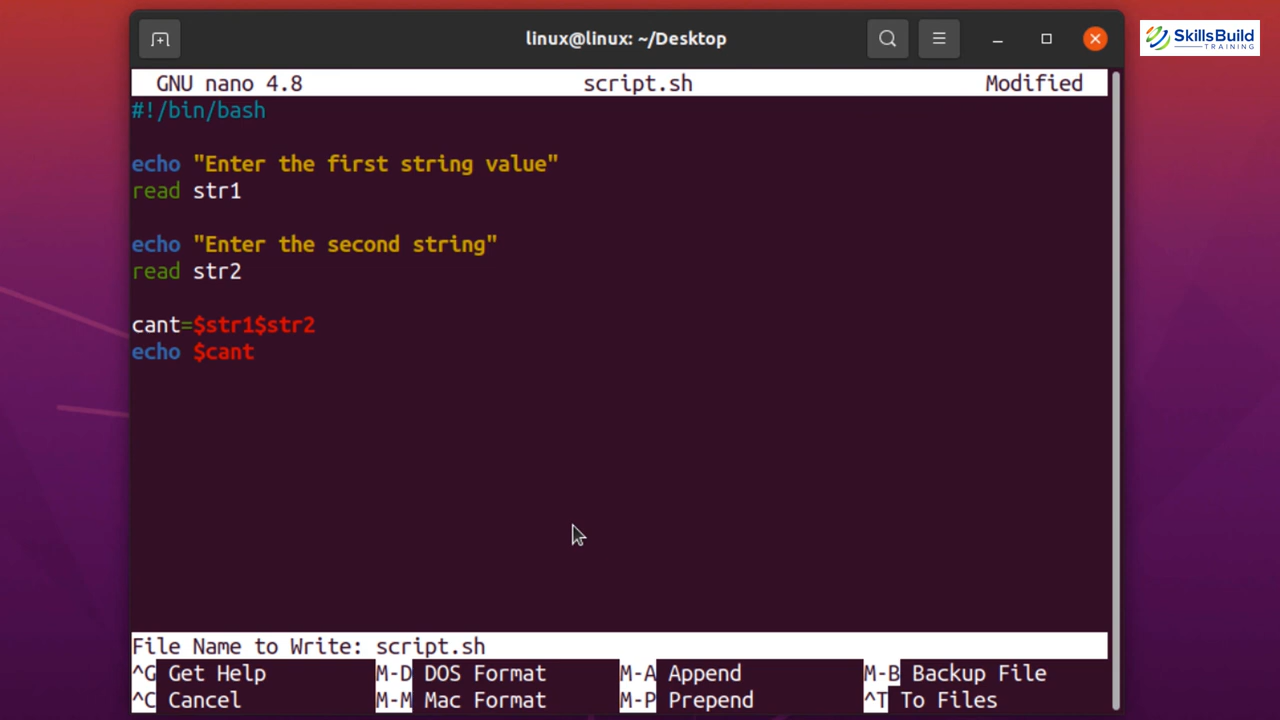 linux@linux: ~/Desktop
SkillsBuild
TRAINING
GNU nano 4.8 script.sh Modified
#!/bin/bash
echo "Enter the first string value"
read str1
echo "Enter the second string"
read str2
cant=$str1$str2
echo $cant
File Name to Write: script.sh
^G Get Help M-D DOS Format M-A Append M-B Backup File
^C Cancel M-M Mac Format M-P Prepend ^T To Files